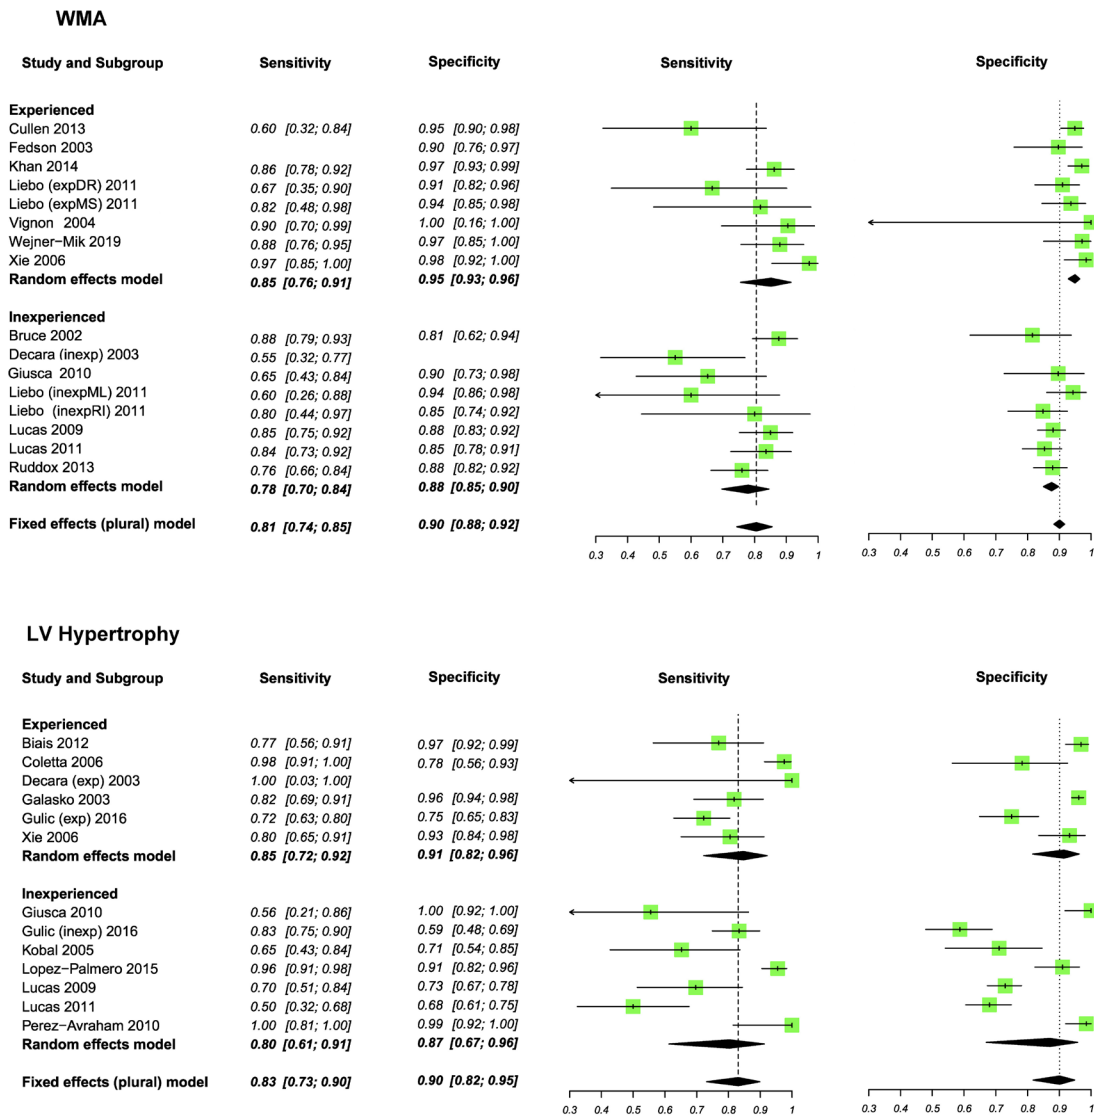 WMA
Study and Subgroup Sensitivity Specificity Sensitivity Specificity
Experienced
Cullen 2013 0.60 [0.32; 0.84] 0.95 [0.90; 0.98]
Fedson 2003 0.90 [0.76; 0.97]
Khan 2014 0.86 [0.78; 0.92] 0.97 [0.93; 0.99]
Liebo (expDR) 2011 0.67 [0.35; 0.90] 0.91 [0.82; 0.96]
Liebo (expMS) 2011 0.82 [0.48; 0.98] 0.94 [0.85; 0.98]
Vignon 2004 0.90 [0.70; 0.99] 1.00 [0.16; 1.00]
Wejner−Mik 2019 0.88 [0.76; 0.95] 0.97 [0.85; 1.00]
Xie 2006 0.97 [0.85; 1.00] 0.98 [0.92; 1.00]
Random effects model 0.85 [0.76; 0.91] 0.95 [0.93; 0.96]
Inexperienced
Bruce 2002 0.88 [0.79; 0.93] 0.81 [0.62; 0.94]
Decara (inexp) 2003 0.55 [0.32; 0.77]
Giusca 2010 0.65 [0.43; 0.84] 0.90 [0.73; 0.98]
Liebo (inexpML) 2011 0.60 [0.26; 0.88] 0.94 [0.86; 0.98]
Liebo (inexpRI) 2011 0.80 [0.44; 0.97] 0.85 [0.74; 0.92]
Lucas 2009 0.85 [0.75; 0.92] 0.88 [0.83; 0.92]
Lucas 2011 0.84 [0.73; 0.92] 0.85 [0.78; 0.91]
Ruddox 2013 0.76 [0.66; 0.84] 0.88 [0.82; 0.92]
Random effects model 0.78 [0.70; 0.84] 0.88 [0.85; 0.90]
Fixed effects (plural) model 0.81 [0.74; 0.85] 0.90 [0.88; 0.92]
0.3 0.4 0.5 0.6 0.7 0.8 0.9 1 0.3 0.4 0.5 0.6 0.7 0.8 0.9 1
LV Hypertrophy
Study and Subgroup Sensitivity Specificity Sensitivity Specificity
Experienced
Biais 2012 0.77 [0.56; 0.91] 0.97 [0.92; 0.99]
Coletta 2006 0.98 [0.91; 1.00] 0.78 [0.56; 0.93]
Decara (exp) 2003 1.00 [0.03; 1.00]
Galasko 2003 0.82 [0.69; 0.91] 0.96 [0.94; 0.98]
Gulic (exp) 2016 0.72 [0.63; 0.80] 0.75 [0.65; 0.83]
Xie 2006 0.80 [0.65; 0.91] 0.93 [0.84; 0.98]
Random effects model 0.85 [0.72; 0.92] 0.91 [0.82; 0.96]
Inexperienced
Giusca 2010 0.56 [0.21; 0.86] 1.00 [0.92; 1.00]
Gulic (inexp) 2016 0.83 [0.75; 0.90] 0.59 [0.48; 0.69]
Kobal 2005 0.65 [0.43; 0.84] 0.71 [0.54; 0.85]
Lopez−Palmero 2015 0.96 [0.91; 0.98] 0.91 [0.82; 0.96]
Lucas 2009 0.70 [0.51; 0.84] 0.73 [0.67; 0.78]
Lucas 2011 0.50 [0.32; 0.68] 0.68 [0.61; 0.75]
Perez−Avraham 2010 1.00 [0.81; 1.00] 0.99 [0.92; 1.00]
Random effects model 0.80 [0.61; 0.91] 0.87 [0.67; 0.96]
Fixed effects (plural) model 0.83 [0.73; 0.90] 0.90 [0.82; 0.95]
0.3 0.4 0.5 0.6 0.7 0.8 0.9 1 0.3 0.4 0.5 0.6 0.7 0.8 0.9 1